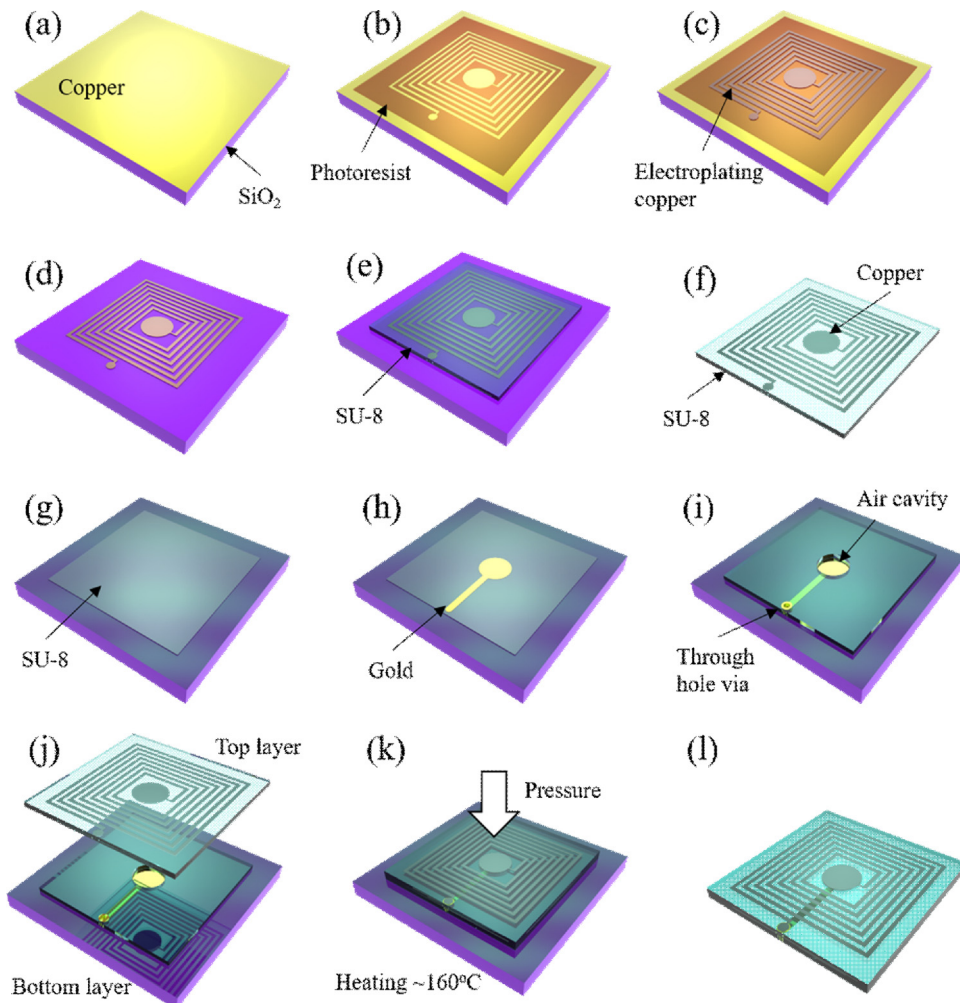 (a)
Copper
SiO₂
(b)
Photoresist
(c)
Electroplating
copper
(d)
(e)
SU-8
(f)
Copper
SU-8
(g)
SU-8
(h)
Gold
(i)
Air cavity
Through
hole via
(j)
Top layer
Bottom layer
(k)
Pressure
Heating ~160°C
(l)